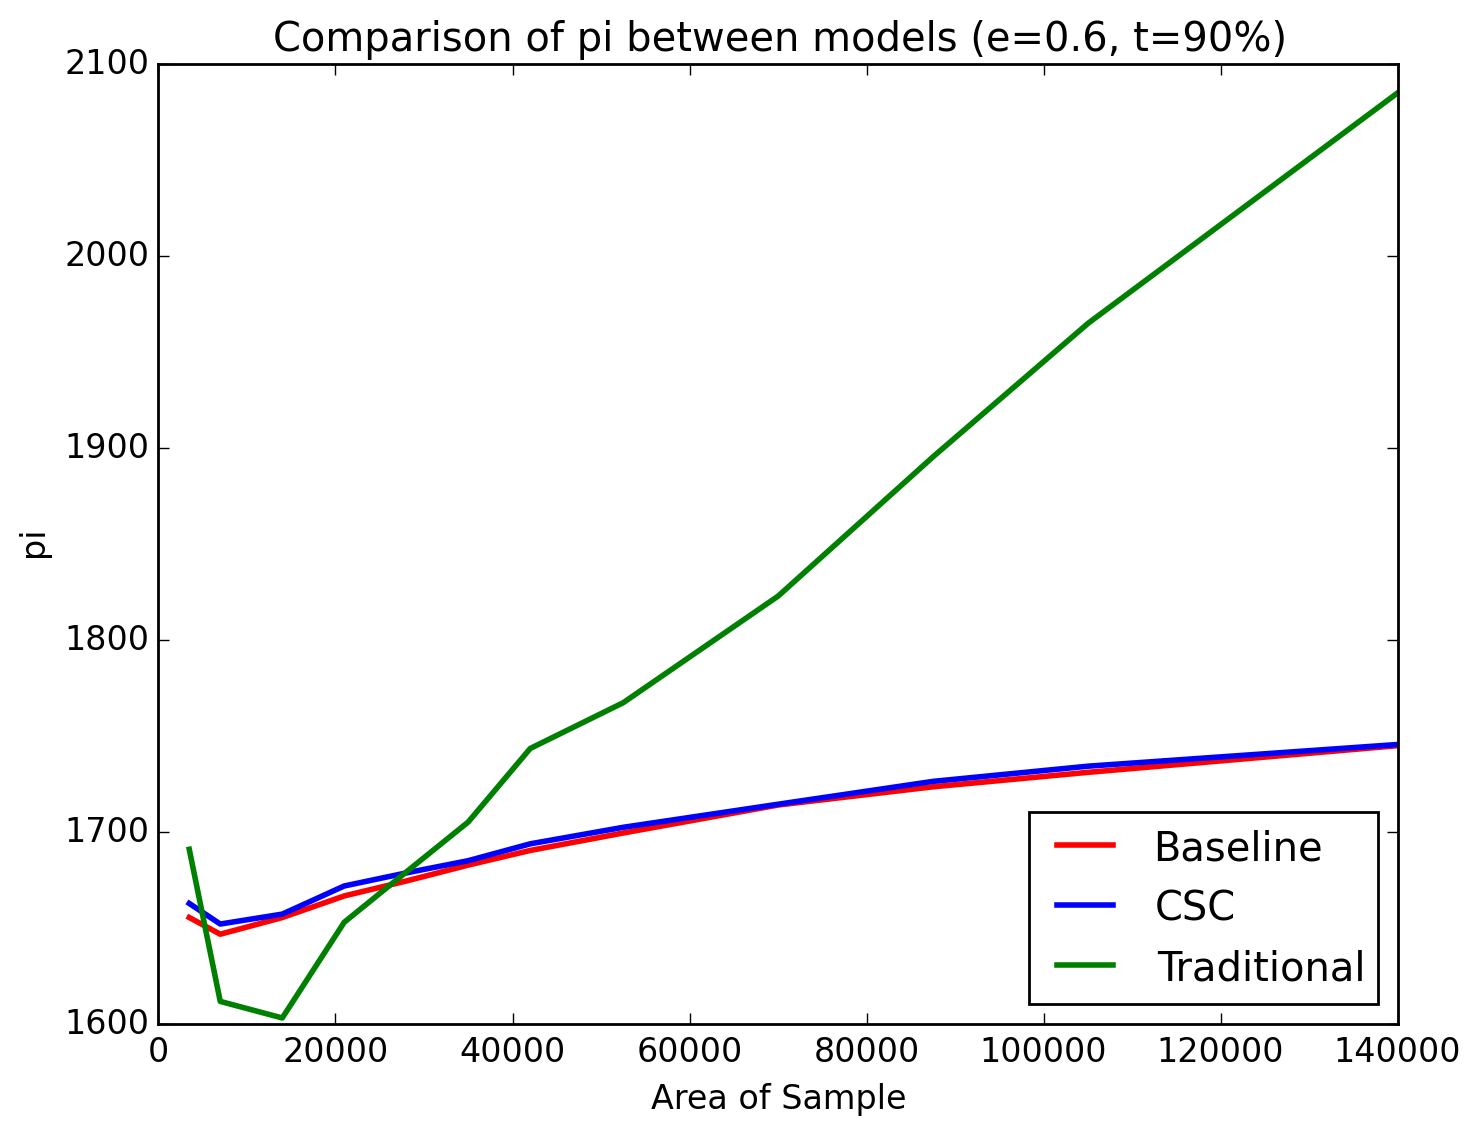 Comparison of pi between models (e=0.6, t=90%)
2100
2000
1900
1800
1700
1600
pi
0 20000 40000 60000 80000 100000 120000 140000
Area of Sample
Baseline
CSC
Traditional